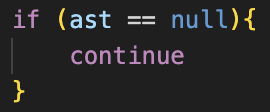 if (ast == null){
    continue
}